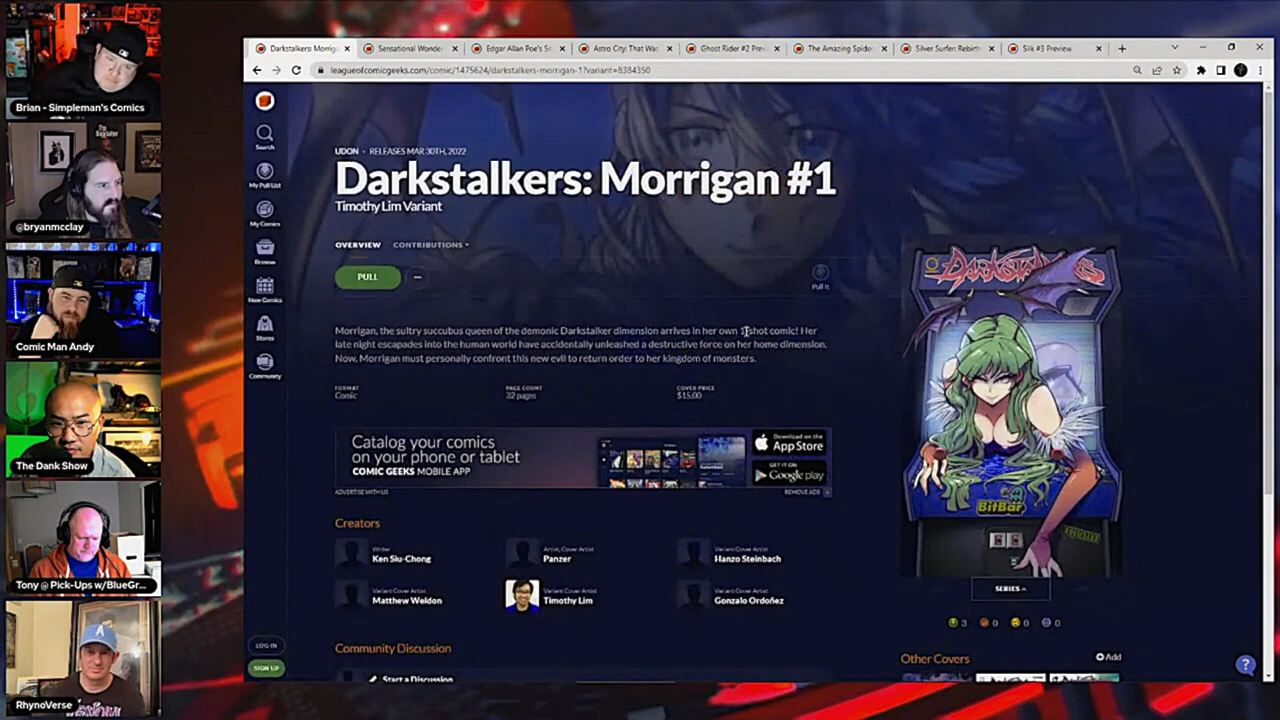 Brian - Simpleman's Comics
@bryanmcclay
Comic Man Andy
The Dank Show
Tony @ Pick-Ups w/BlueGr...
RhynoVerse
Darkstalkers: Morrig
Sensational Wonde
Edgar Allan Poe's Sn
Astro City: That Was
Ghost Rider #2 Prev
The Amazing Spider
Silver Surfer Rebirth
Silk #3 Preview
leagueofcomicgeeks.com/comic/1475624/darkstalkers-morrigan-1?variant=8384350
Search
My Pull List
My Comics
Browse
New Comics
Stores
Community
LOG IN
SIGN UP
UDON - RELEASES MAR 30TH, 2022
Darkstalkers: Morrigan #1
Timothy Lim Variant
OVERVIEW CONTRIBUTIONS
PULL
Pull It
Morrigan, the sultry succubus queen of the demonic Darkstalker dimension arrives in her own 1-shot comic! Her
late night escapades into the human world have accidentally unleashed a destructive force on her home dimension.
Now, Morrigan must personally confront this new evil to return order to her kingdom of monsters.
FORMAT PAGE COUNT COVER PRICE
Comic 32 pages $15.00
Catalog your comics
on your phone or tablet
COMIC GEEKS MOBILE APP
Download on the
App Store
GET IT ON
Google play
ADVERTISE WITH US REMOVE ADS
Creators
Writer
Ken Siu-Chong
Artist, Cover Artist
Panzer
Variant Cover Artist
Hanzo Steinbach
Variant Cover Artist
Matthew Weldon
Variant Cover Artist
Timothy Lim
Variant Cover Artist
Gonzalo Ordoñez
Community Discussion
Start a Discussion
DARKSTALKERS
BitBar
EXCLUSIVE
SERIES
3 0 0 0
Other Covers
Add
?